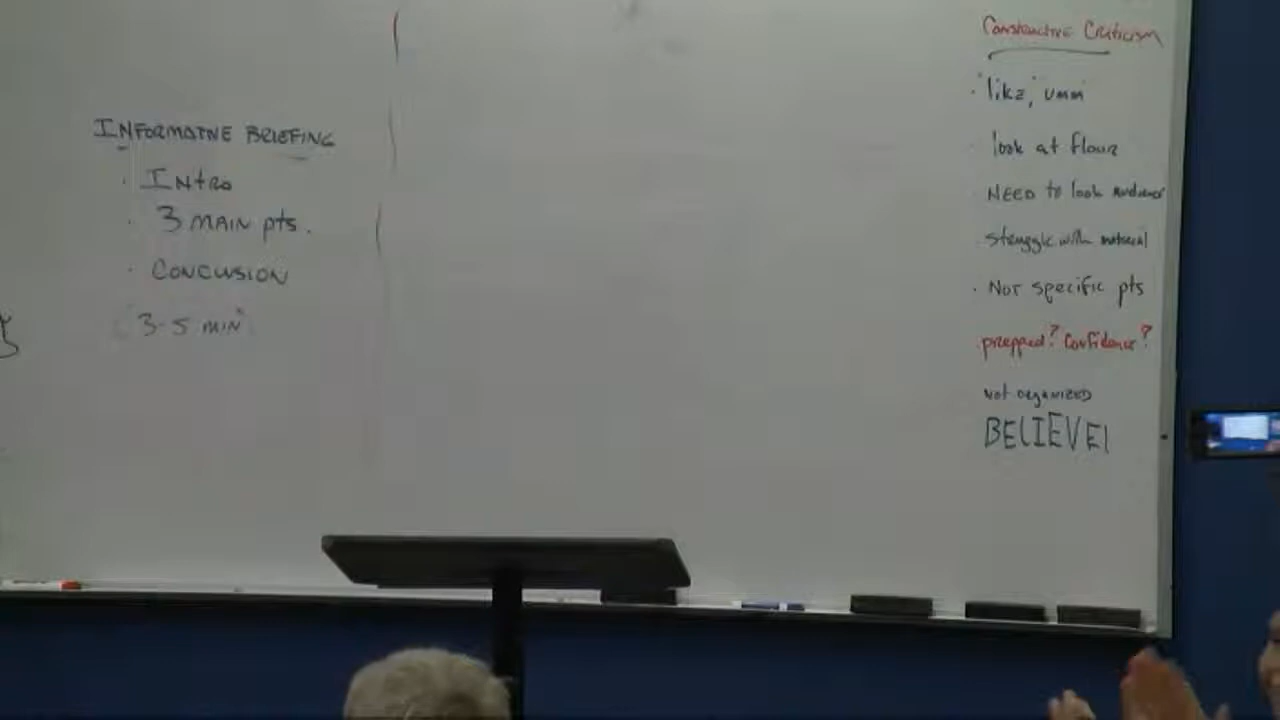 INFORMATIVE BRIEFING
· Intro
· 3 MAIN pts.
· CONCLUSION
3-5 MIN
Constructive Criticism
· "like", umm
look at floor
NEED to look Audience
struggle with material
· Not specific pts
prepped? Confidence?
not organized
BELIEVE!